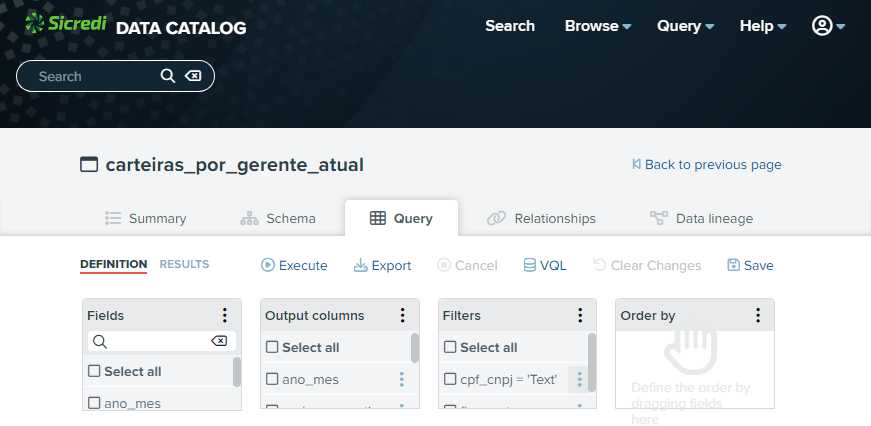 Sicredi DATA CATALOG
Search Browse Query Help
Search
carteiras_por_gerente_atual
Back to previous page
Summary Schema Query Relationships Data lineage
DEFINITION RESULTS Execute Export Cancel VQL Clear Changes Save
Fields Output columns Filters Order by
Select all Select all
Select all ano_mes cpf_cnpj = 'Text'
Define the order by
dragging fields
here
ano_mes